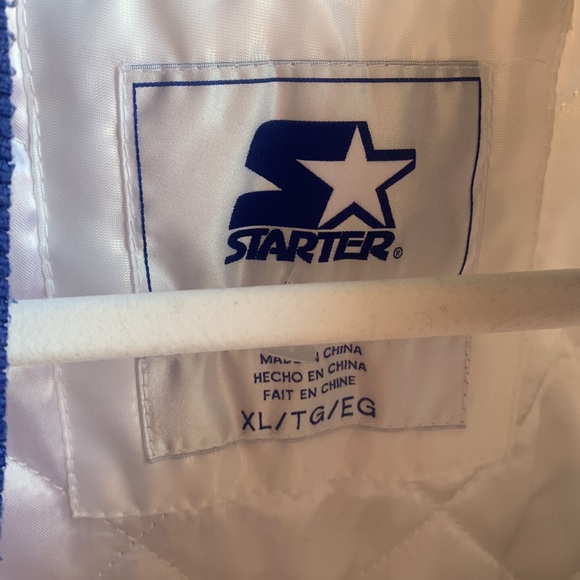 STARTER®
MADE IN CHINA
HECHO EN CHINA
FAIT EN CHINE
XL/TG/EG